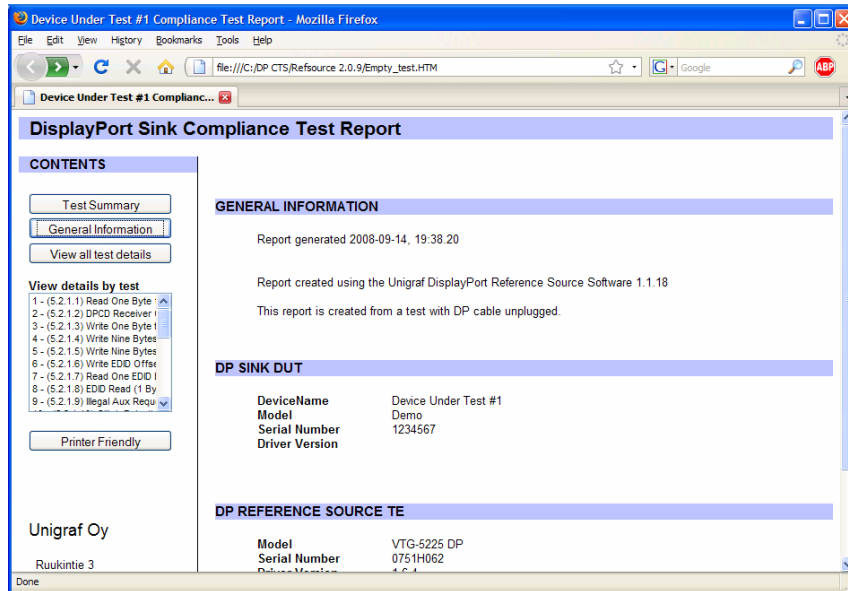 Device Under Test #1 Compliance Test Report - Mozilla Firefox
File Edit View History Bookmarks Tools Help
file:///C:/DP CTS/Refsource 2.0.9/Empty_test.HTM
G Google
ABP
Device Under Test #1 Complianc...
DisplayPort Sink Compliance Test Report
CONTENTS
Test Summary
General Information
View all test details
View details by test
1 - (5.2.1.1) Read One Byte
2 - (5.2.1.2) DPCD Receiver
3 - (5.2.1.3) Write One Byte
4 - (5.2.1.4) Write Nine Bytes
5 - (5.2.1.5) Write Nine Bytes
6 - (5.2.1.6) Write EDID Offse
7 - (5.2.1.7) Read One EDID
8 - (5.2.1.8) EDID Read (1 By
9 - (5.2.1.9) Illegal Aux Requ
Printer Friendly
Unigraf Oy
Ruukintie 3
GENERAL INFORMATION
Report generated 2008-09-14, 19:38.20
Report created using the Unigraf DisplayPort Reference Source Software 1.1.18
This report is created from a test with DP cable unplugged.
DP SINK DUT
DeviceName Device Under Test #1
Model Demo
Serial Number 1234567
Driver Version
DP REFERENCE SOURCE TE
Model VTG-5225 DP
Serial Number 0751H062
Driver Version 1.6.4
Done